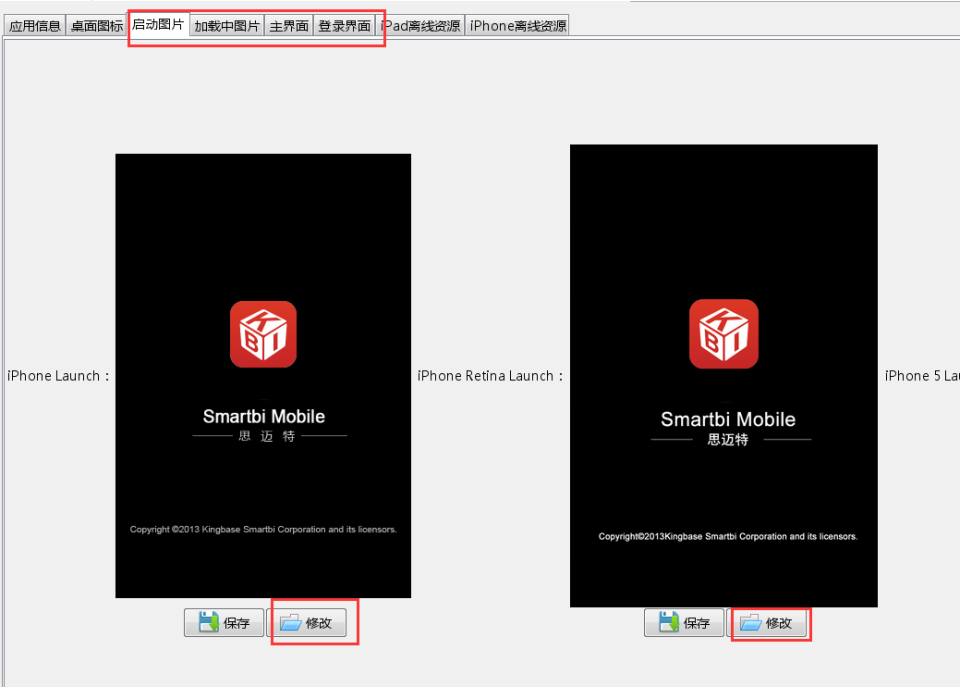 应用信息 桌面图标 启动图片 加载中图片 主界面 登录界面 iPad离线资源 iPhone离线资源
iPhone Launch：
KBI
Smartbi Mobile
思迈特
Copyright ©2013 Kingbase Smartbi Corporation and its licensors.
保存 修改
iPhone Retina Launch：
KBI
Smartbi Mobile
思迈特
Copyright©2013Kingbase Smartbi Corporation and its licensors.
保存 修改
iPhone 5